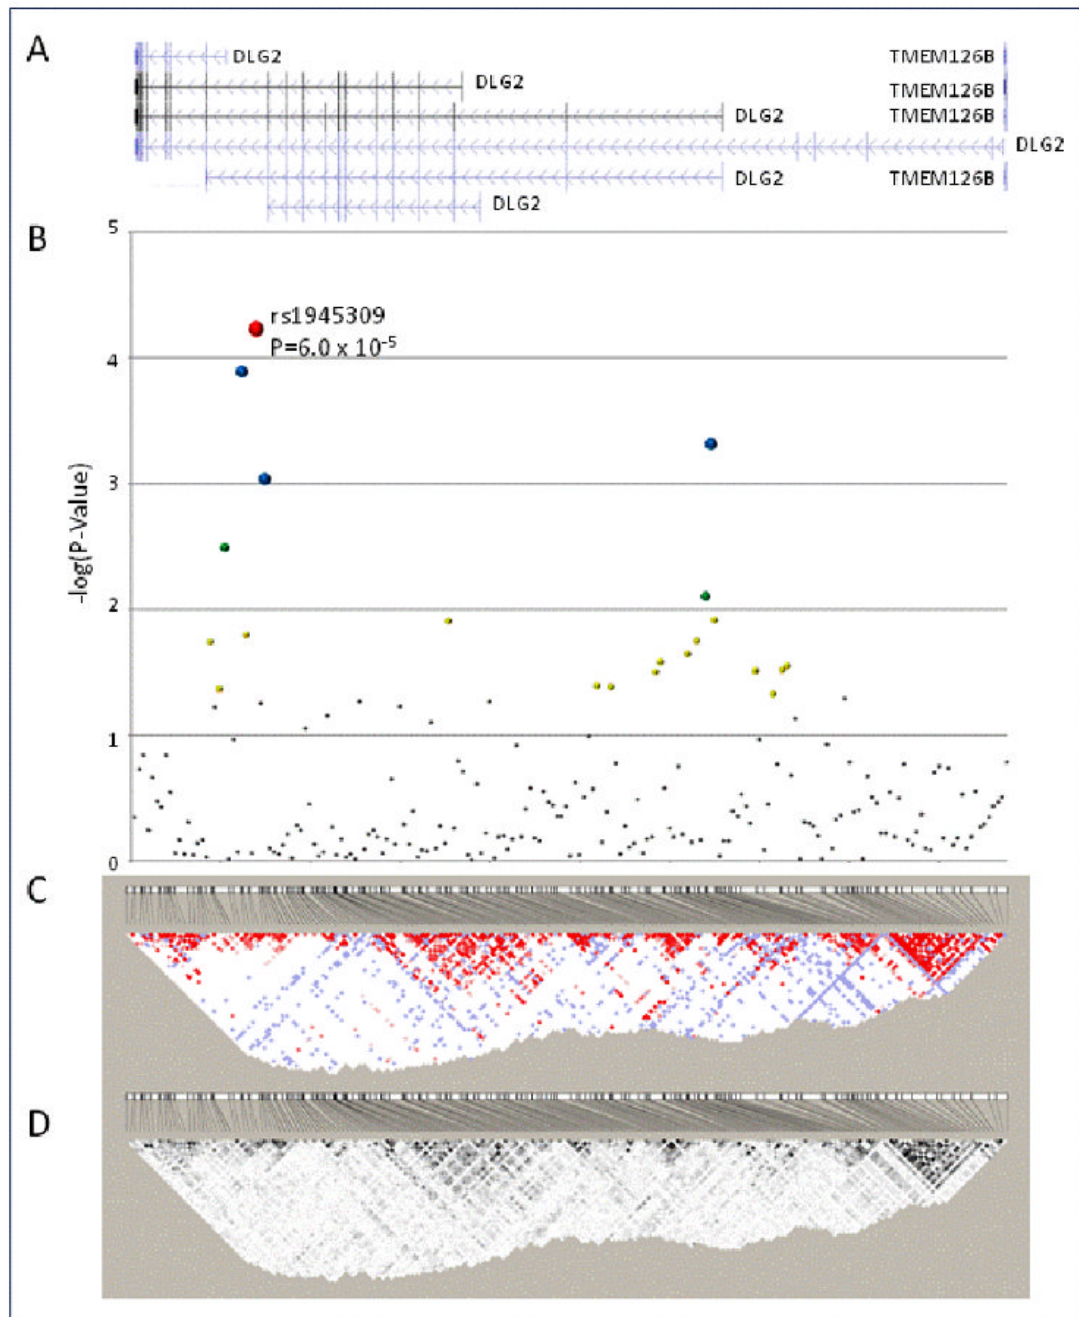 A
DLG2 TMEM126B
DLG2 TMEM126B
DLG2 TMEM126B
DLG2
DLG2 TMEM126B
DLG2
B
5
rs1945309
P=6.0 x 10-5
4
-log(P-Value)
3
2
1
0
C
D